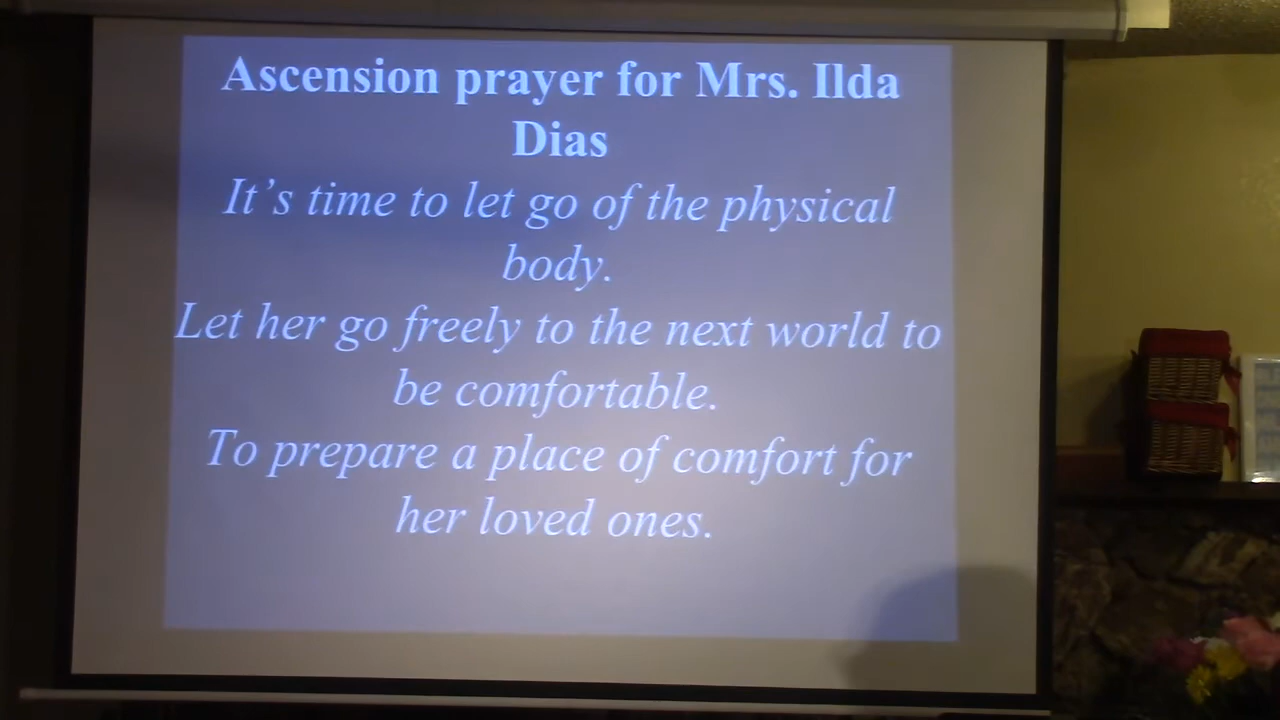 Ascension prayer for Mrs. Ilda
Dias
It’s time to let go of the physical
body.
Let her go freely to the next world to
be comfortable.
To prepare a place of comfort for
her loved ones.